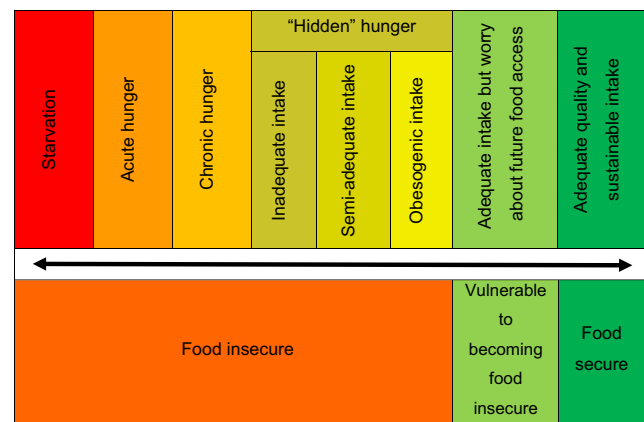 Starvation
Acute hunger
Chronic hunger
“Hidden” hunger
Inadequate intake
Semi-adequate intake
Obesogenic intake
Adequate intake but worry
about future food access
Adequate quality and
sustainable intake
Food insecure
Vulnerable
to
becoming
food
insecure
Food
secure